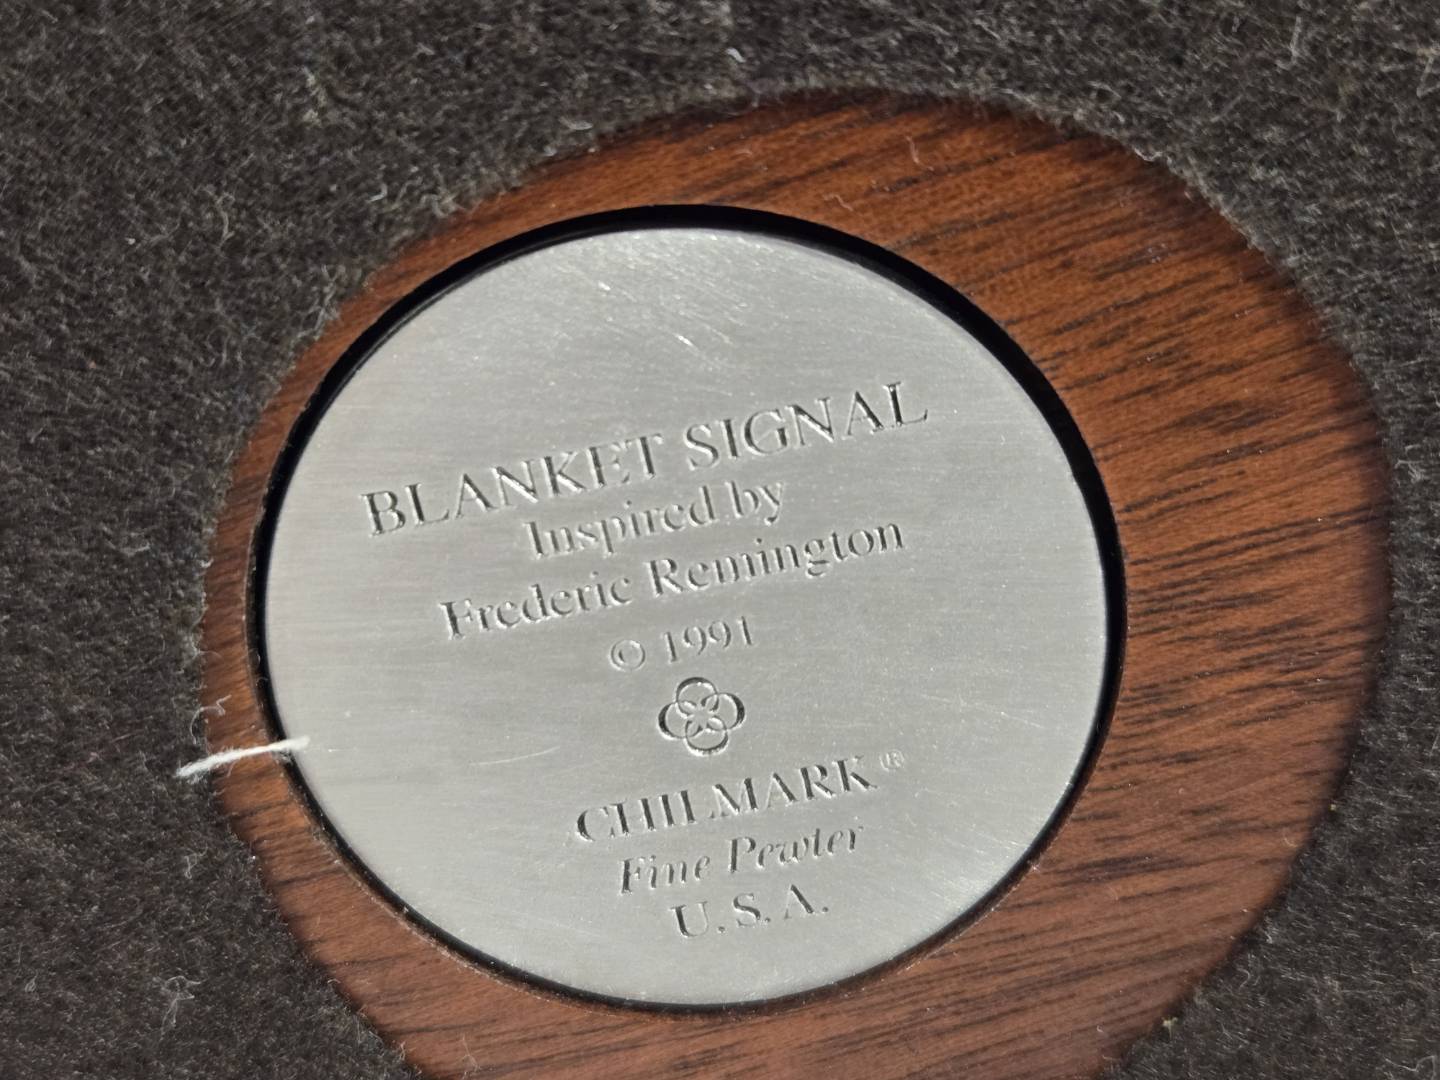 BLANKET SIGNAL
Inspired by
Frederic Remington
© 1991
CHILMARK ®
Fine Pewter
U.S.A.